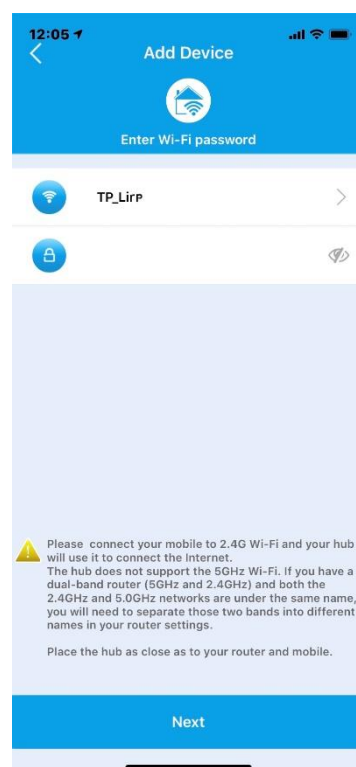 12:05
Add Device
Enter Wi-Fi password
TP_LirP
Please connect your mobile to 2.4G Wi-Fi and your hub
will use it to connect the Internet.
The hub does not support the 5GHz Wi-Fi. If you have a
dual-band router (5GHz and 2.4GHz) and both the
2.4GHz and 5.0GHz networks are under the same name,
you will need to separate those two bands into different
names in your router settings.
Place the hub as close as to your router and mobile.
Next